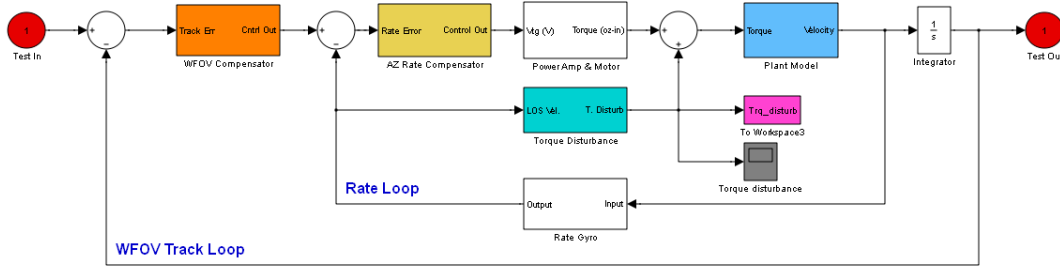 1
Test In
+
−
Track Err
Cntrl Out
WFOV Compensator
+
−
Rate Error
Control Out
AZ Rate Compensator
Vtg (V)
Torque (oz-in)
Power Amp & Motor
+
+
Torque
Velocity
Plant Model
1
s
Integrator
1
Test Out
LOS Vel.
T. Disturb
Torque Disturbance
Trq_disturb
To Workspace3
Torque disturbance
Rate Loop
Output
Input
Rate Gyro
WFOV Track Loop